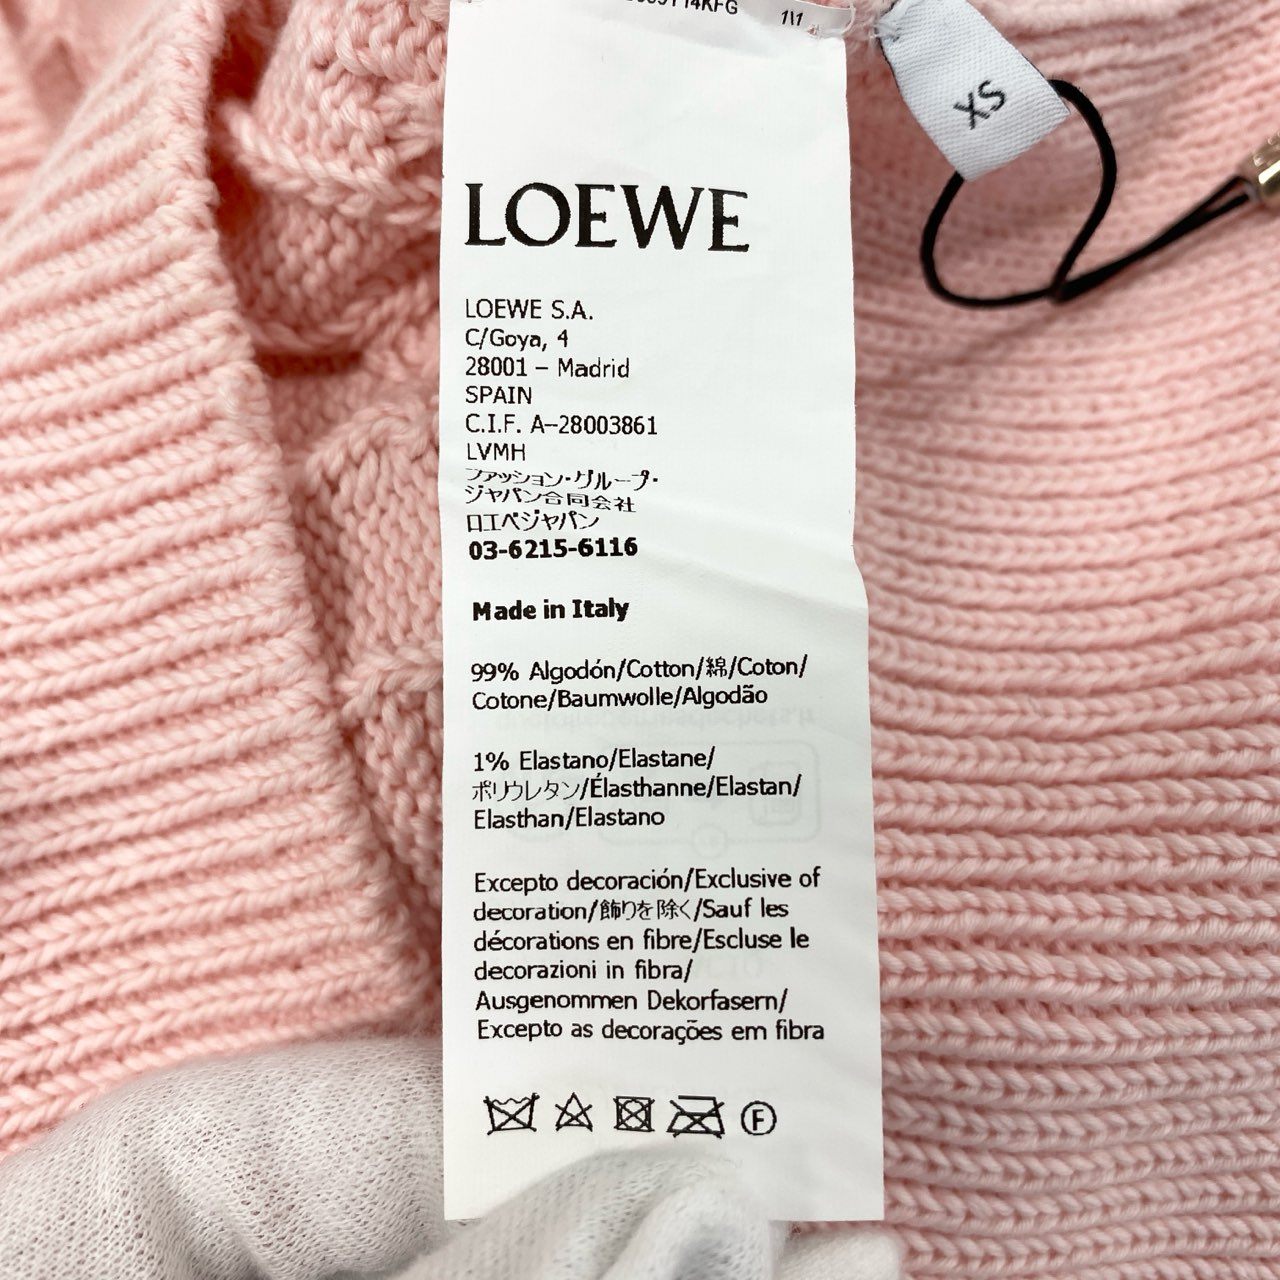 1\1
XS
LOEWE
LOEWE S.A.
C/Goya, 4
28001 – Madrid
SPAIN
C.I.F. A–28003861
LVMH
ファッション・グループ・
ジャパン合同会社
ロエベジャパン
03-6215-6116
Made in Italy
99% Algodón/Cotton/綿/Coton/
Cotone/Baumwolle/Algodão
1% Elastano/Elastane/
ポリウレタン/Élasthanne/Elastan/
Elasthan/Elastano
Excepto decoración/Exclusive of
decoration/飾りを除く/Sauf les
décorations en fibre/Escluse le
decorazioni in fibra/
Ausgenommen Dekorfasern/
Excepto as decorações em fibra
F